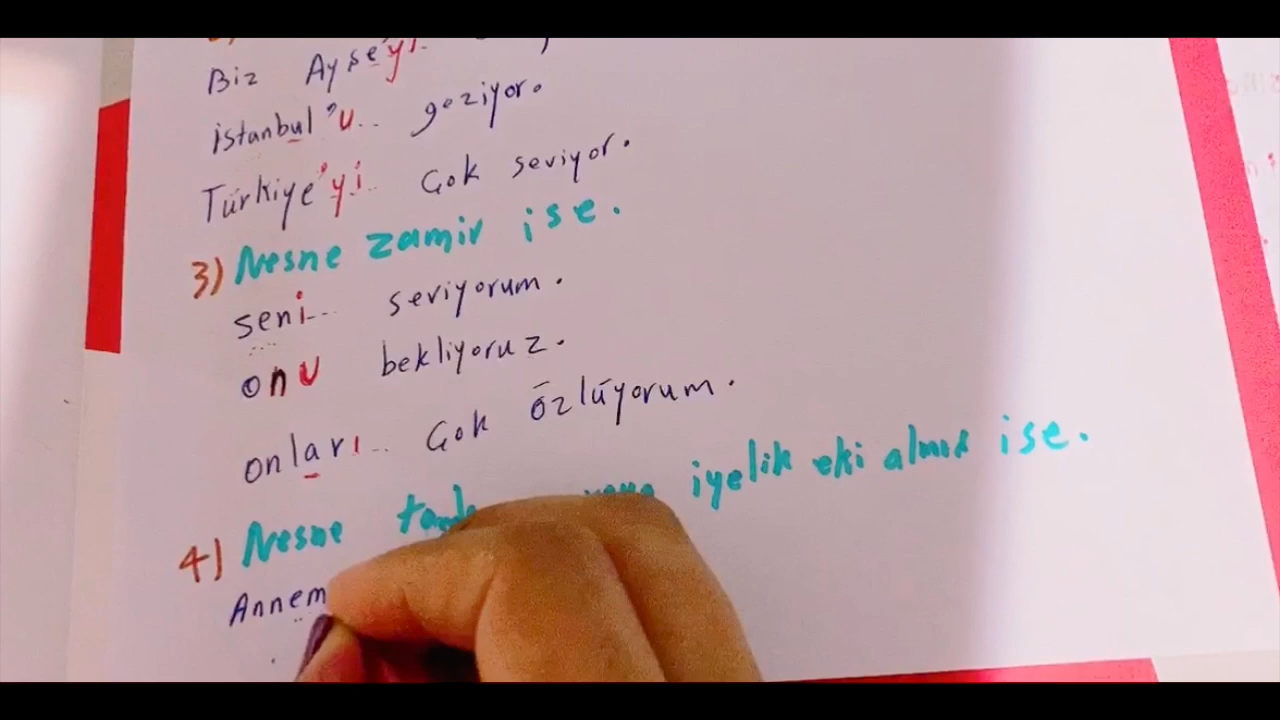 Biz Ayşe'yi..
İstanbul'u.. geziyor.
Türkiye'yi.. Çok seviyor.
3) Nesne zamir ise.
seni... seviyorum.
onu bekliyoruz.
onları... Çok özlüyorum.
4) Nesne iyelik eki almış ise.
Annem